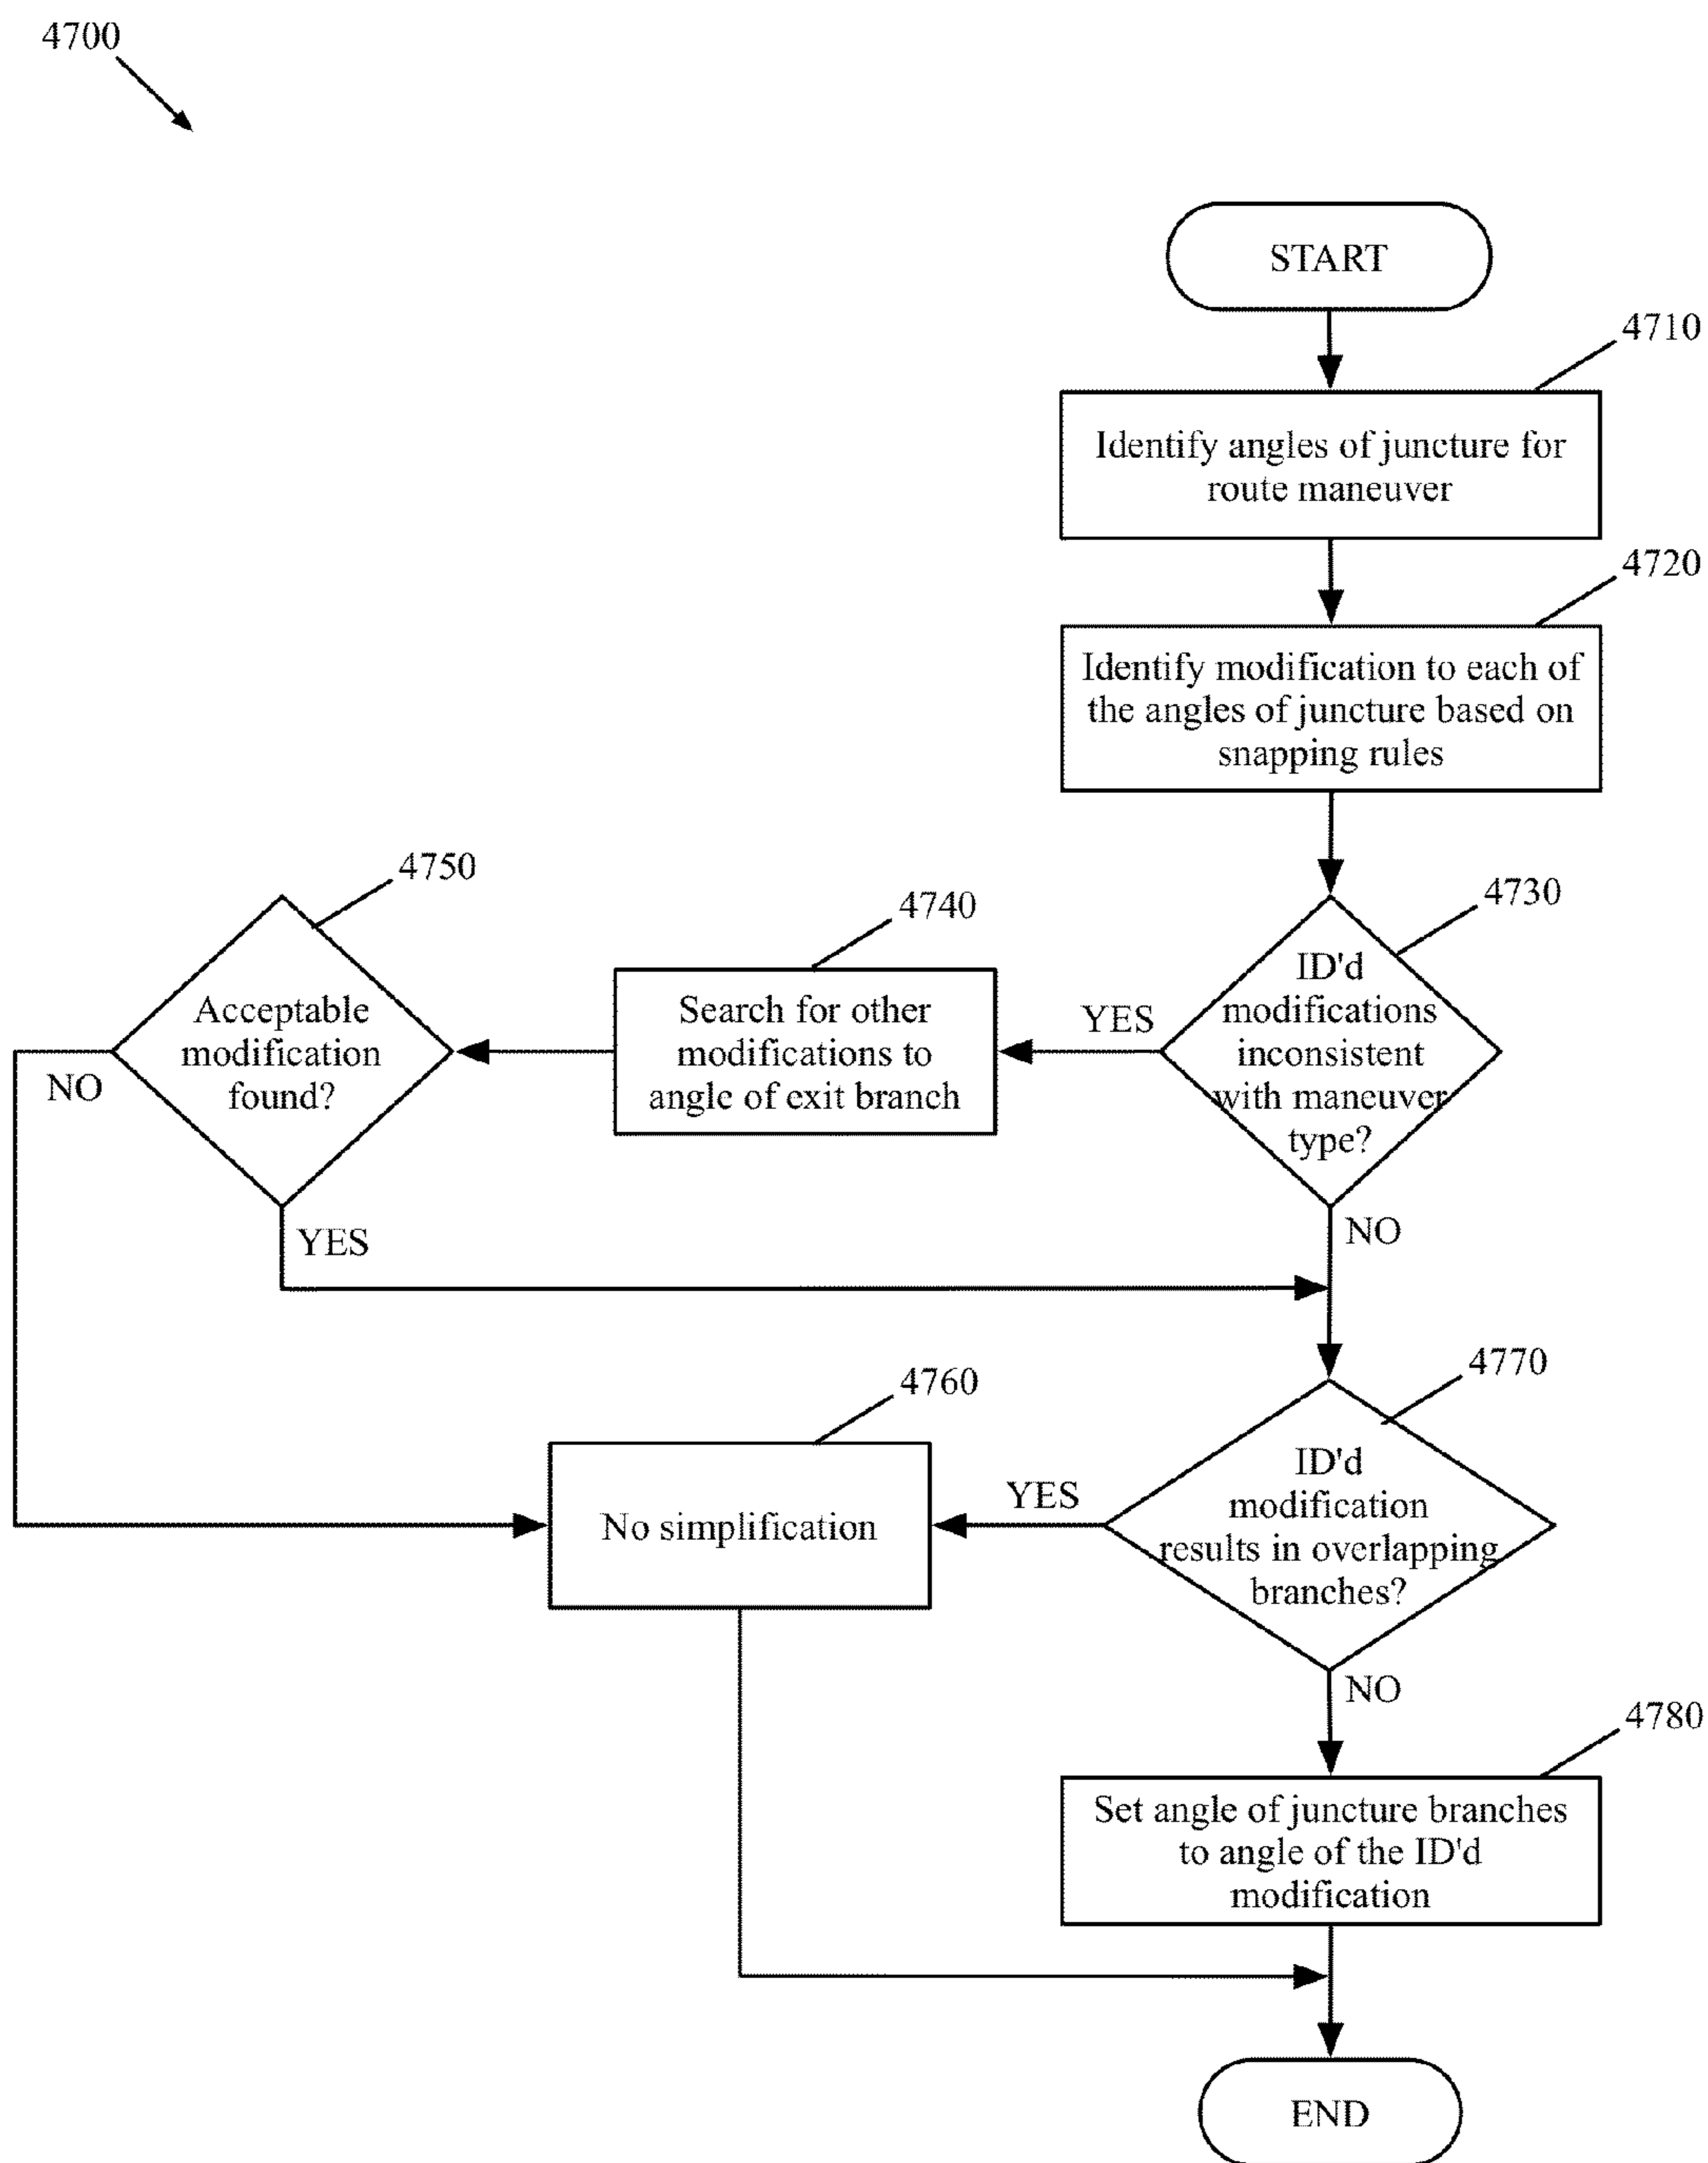 4700
START
4710
Identify angles of juncture for
route maneuver
4720
Identify modification to each of
the angles of juncture based on
snapping rules
4730
ID'd
modifications
inconsistent
with maneuver
type?
YES
NO
4740
Search for other
modifications to
angle of exit branch
4750
Acceptable
modification
found?
NO
YES
4770
ID'd
modification
results in overlapping
branches?
YES
NO
4760
No simplification
4780
Set angle of juncture branches
to angle of the ID'd
modification
END